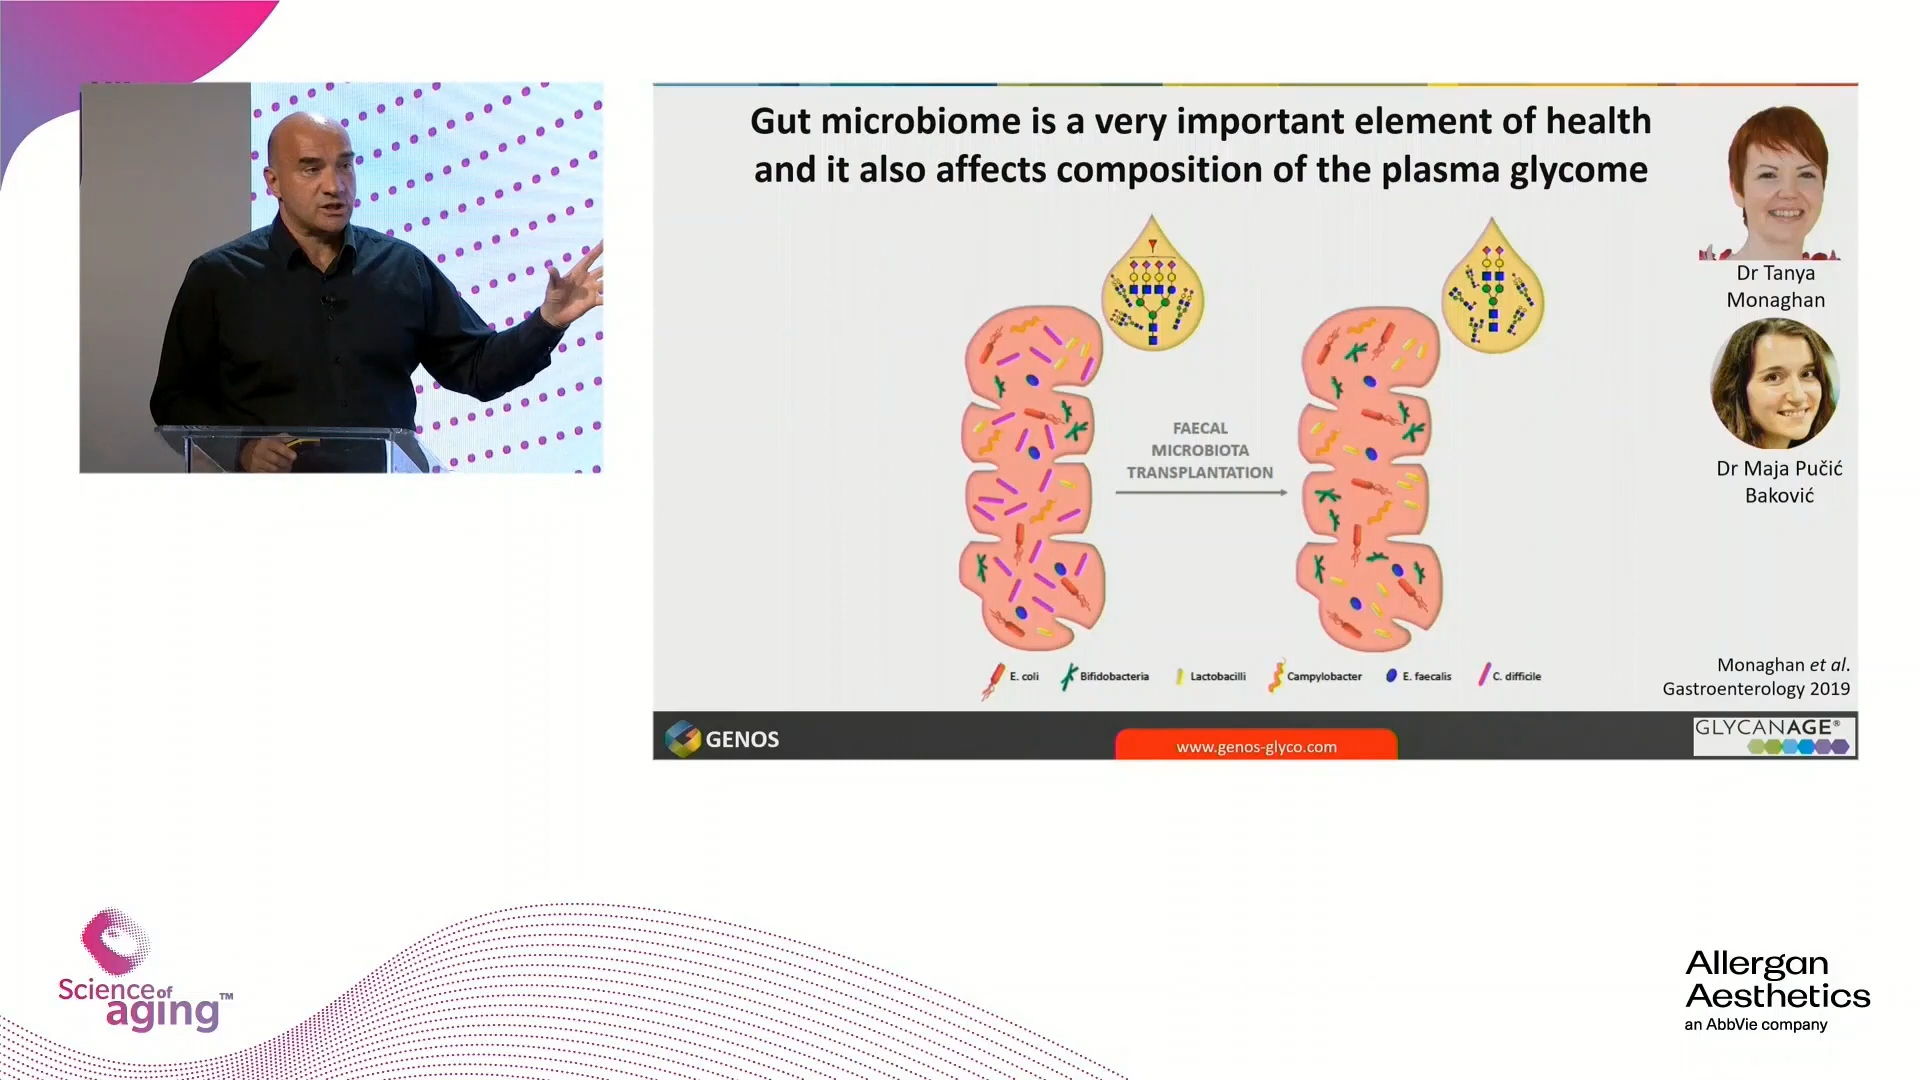 Gut microbiome is a very important element of health
and it also affects composition of the plasma glycome
Dr Tanya
Monaghan
Dr Maja Pučić
Baković
FAECAL
MICROBIOTA
TRANSPLANTATION
E. coli
Bifidobacteria
Lactobacilli
Campylobacter
E. faecalis
C. difficile
Monaghan et al.
Gastroenterology 2019
GENOS
www.genos-glyco.com
GLYCANAGE®
Science of
aging™
Allergan
Aesthetics
an AbbVie company